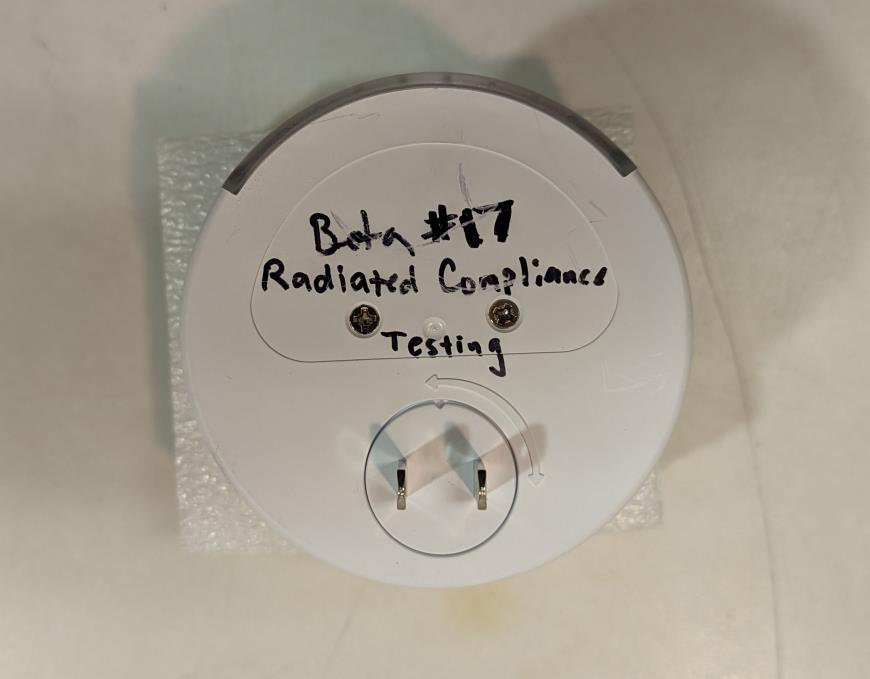 Beta #17
Radiated Compliance
Testing